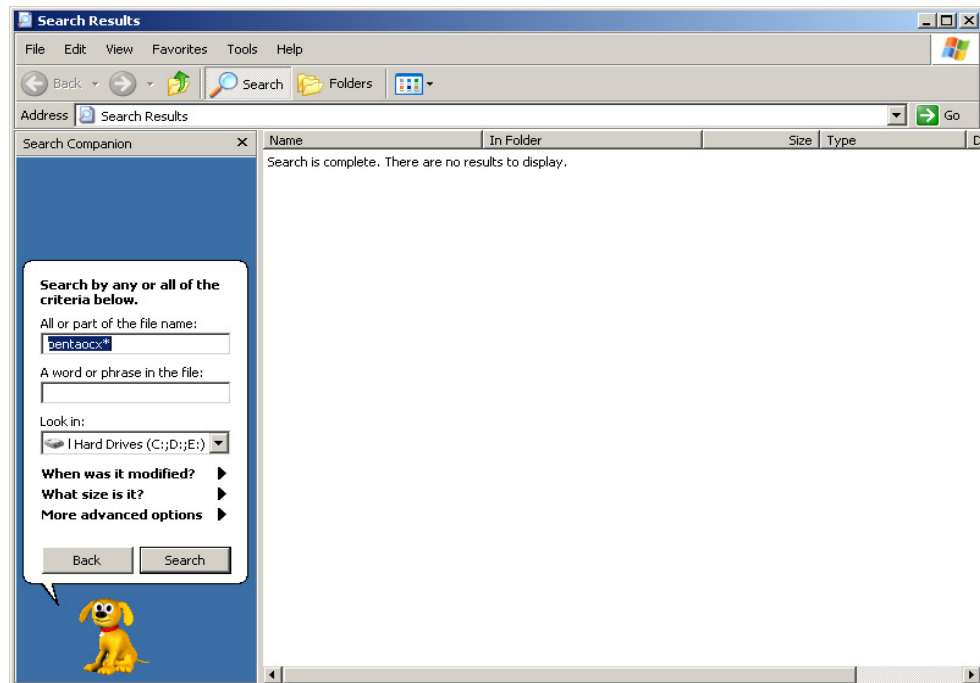 Search Results
File Edit View Favorites Tools Help
Back Search Folders
Address Search Results Go
Search Companion x Name In Folder Size Type D
Search is complete. There are no results to display.
Search by any or all of the
criteria below.
All or part of the file name:
pentaocx*
A word or phrase in the file:
Look in:
l Hard Drives (C:;D:;E:)
When was it modified?
What size is it?
More advanced options
Back Search